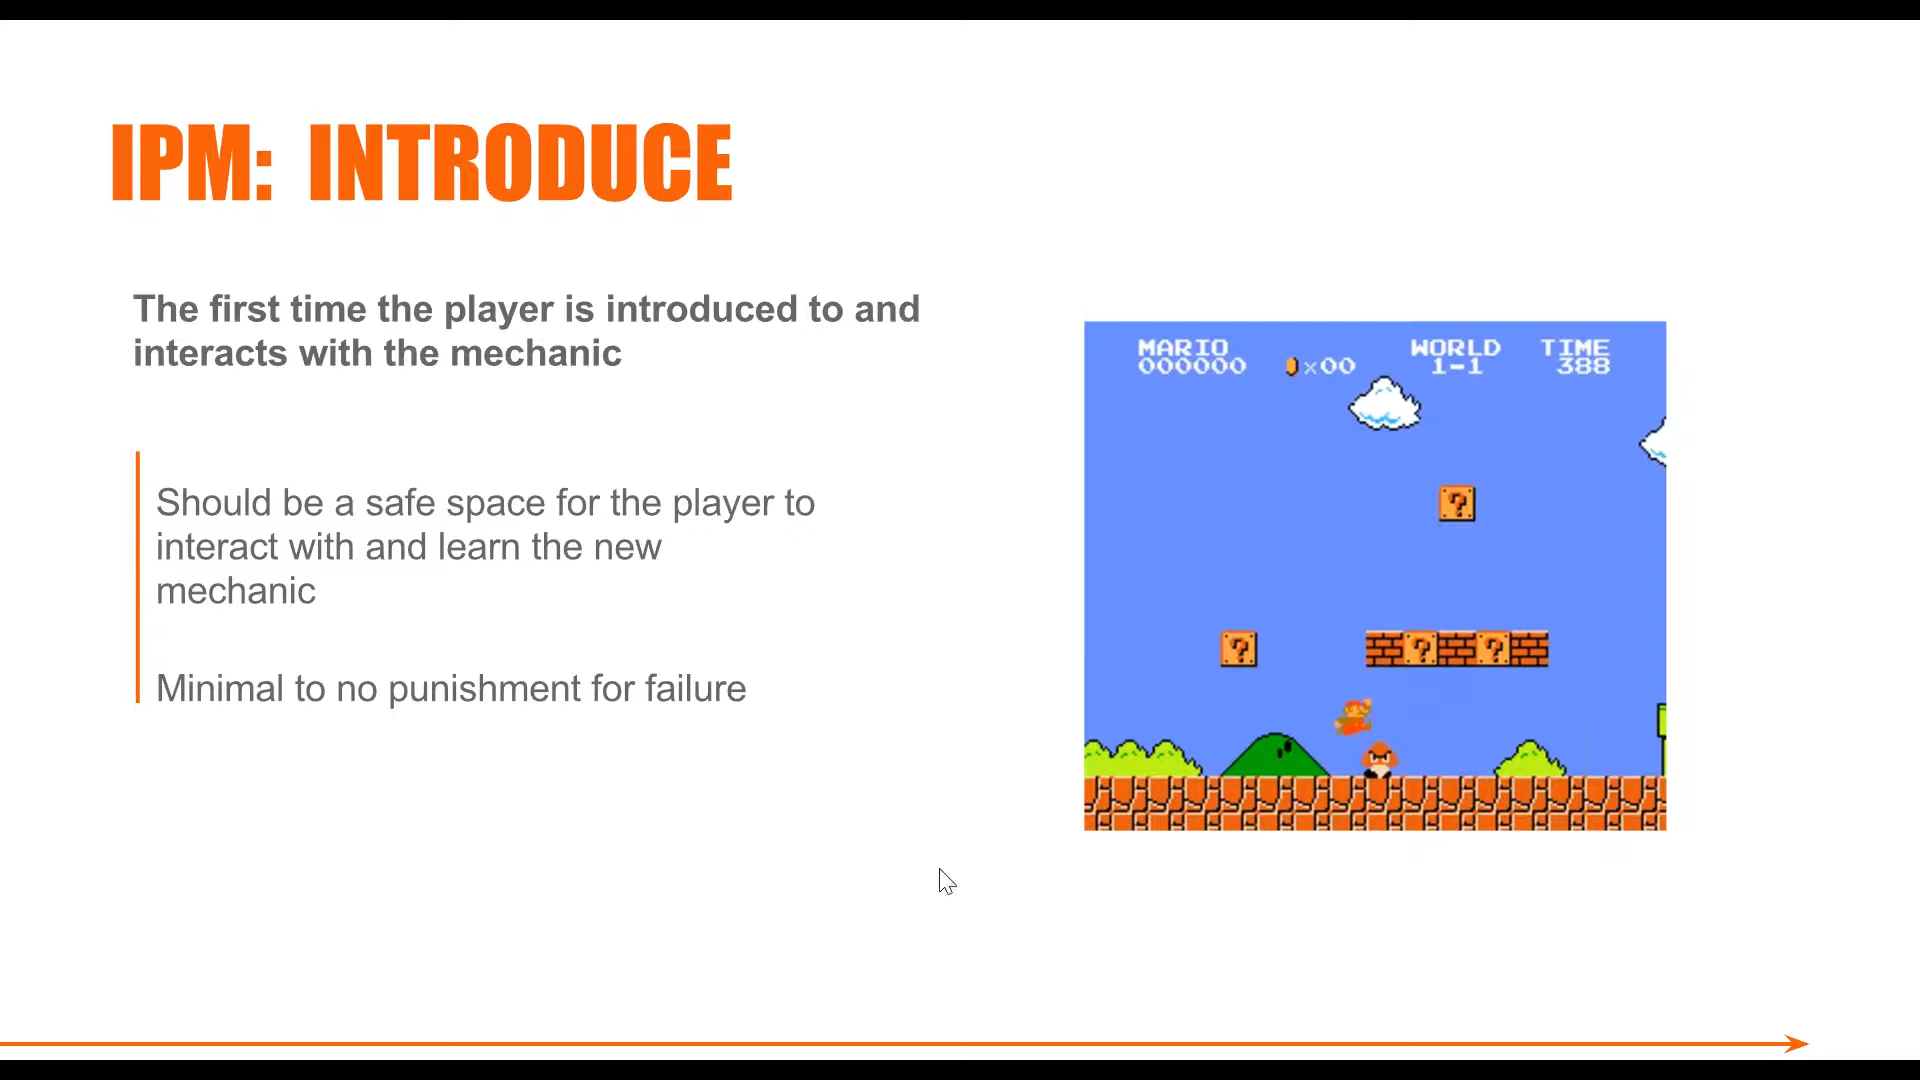 IPM: INTRODUCE
The first time the player is introduced to and
interacts with the mechanic
Should be a safe space for the player to
interact with and learn the new
mechanic
Minimal to no punishment for failure
MARIO WORLD TIME
000000 ×00 1-1 388
?
? ? ?